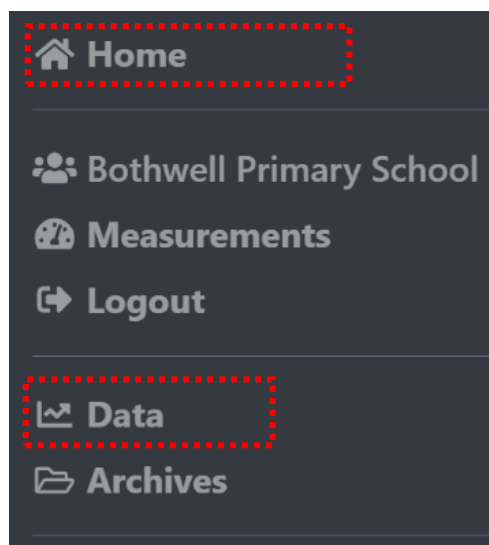 Home
Bothwell Primary School
Measurements
Logout
Data
Archives